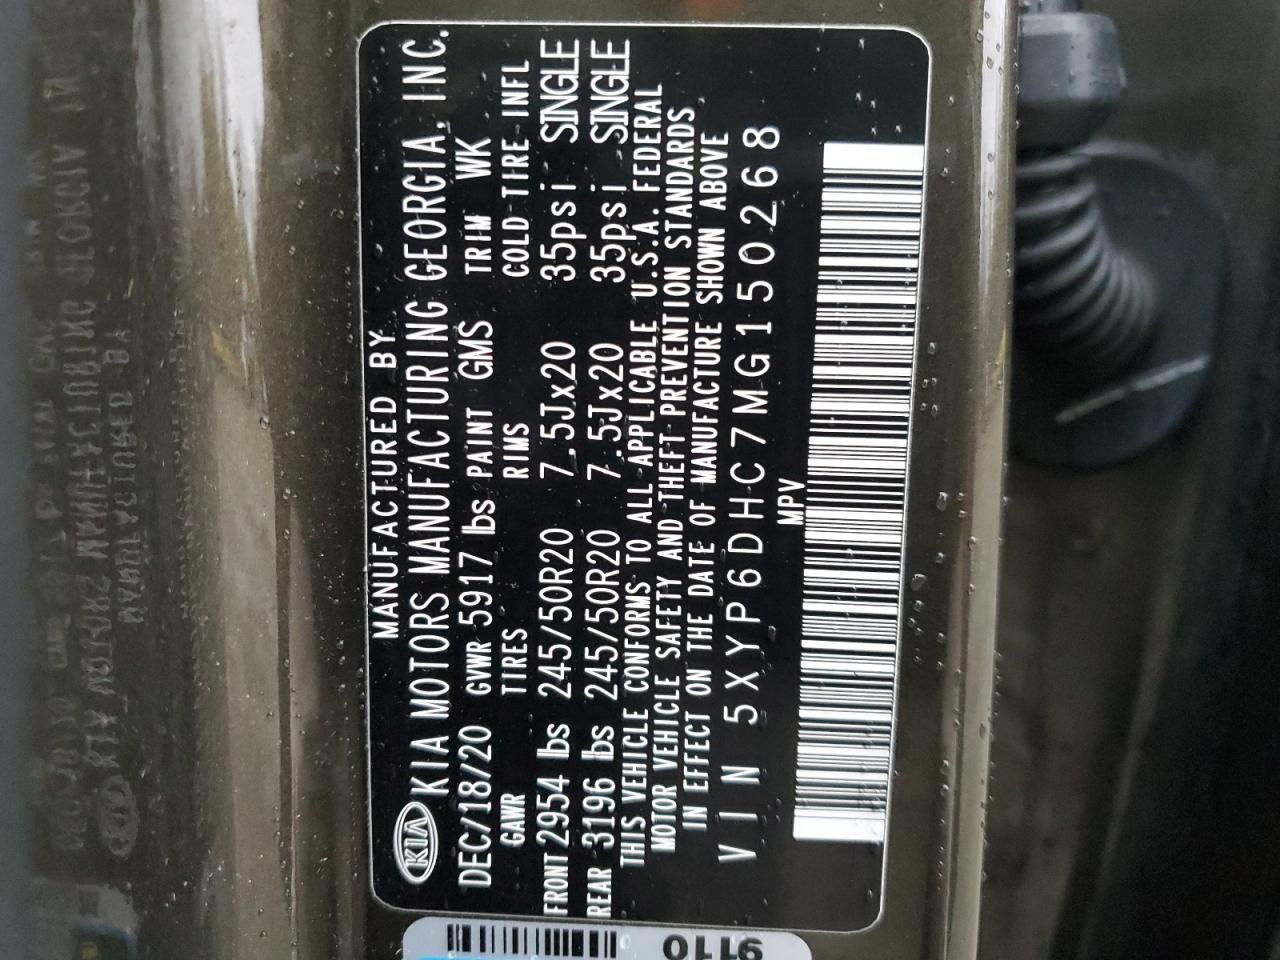 MANUFACTURED BY
KIA KIA MOTORS MANUFACTURING GEORGIA, INC.
DEC/18/20 GVWR 5917 lbs PAINT GMS TRIM WK
GAWR TIRES RIMS COLD-TIRE-INFL
FRONT 2954 lbs 245/50R20 7.5Jx20 35psi SINGLE
REAR 3196 lbs 245/50R20 7.5Jx20 35psi SINGLE
THIS VEHICLE CONFORMS TO ALL APPLICABLE U.S.A. FEDERAL
MOTOR VEHICLE SAFETY AND THEFT PREVENTION STANDARDS
IN EFFECT ON THE DATE OF MANUFACTURE SHOWN ABOVE
VIN 5XYP6DHC7MG150268
MPV
9110